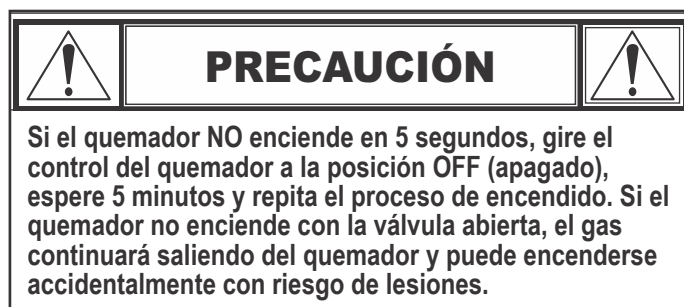 PRECAUCIÓN
Si el quemador NO enciende en 5 segundos, gire el
control del quemador a la posición OFF (apagado),
espere 5 minutos y repita el proceso de encendido. Si el
quemador no enciende con la válvula abierta, el gas
continuará saliendo del quemador y puede encenderse
accidentalmente con riesgo de lesiones.